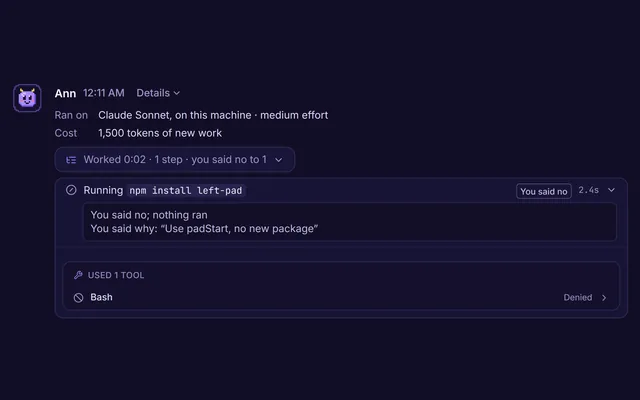 Ann 12:11 AM Details
Ran on Claude Sonnet, on this machine · medium effort
Cost 1,500 tokens of new work
Worked 0:02 · 1 step · you said no to 1
Running npm install left-pad You said no 2.4s
You said no; nothing ran
You said why: “Use padStart, no new package”
USED 1 TOOL
Bash Denied